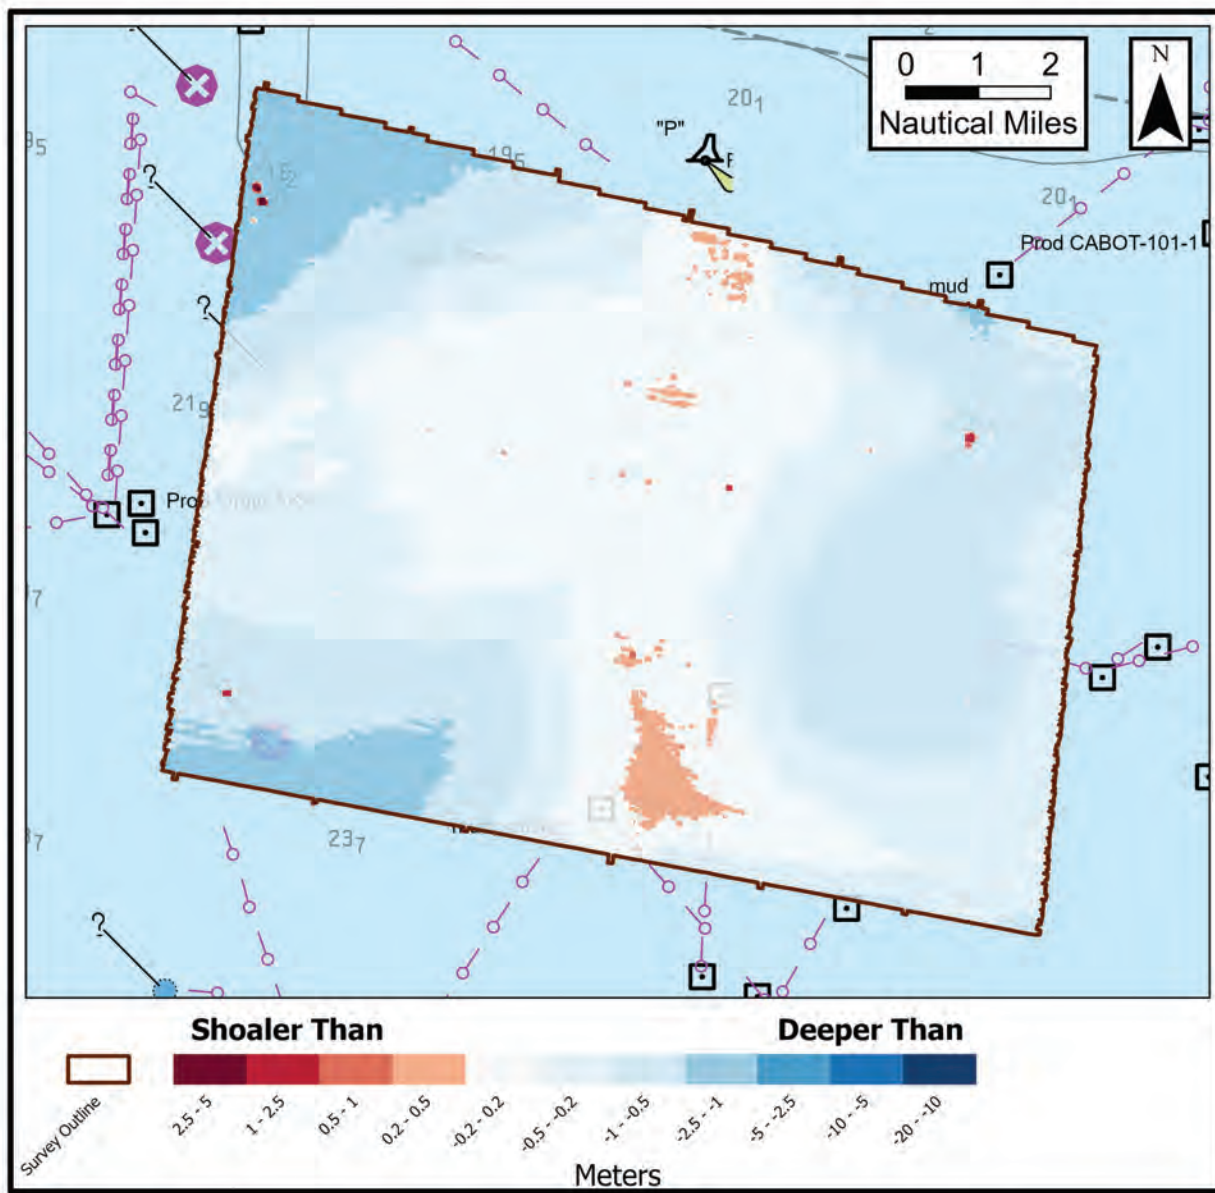 0 1 2
Nautical Miles
N
20₁
"P"
19₅
18₂
20₁
Prod CABOT-101-1
mud
21₉
23₇
Shoaler Than
Deeper Than
Survey Outline
2.5 - 5
1 - 2.5
0.5 - 1
0.2 - 0.5
-0.2 - 0.2
-0.5 - -0.2
-1 - -0.5
-2.5 - -1
-5 - -2.5
-10 - -5
-20 - -10
Meters